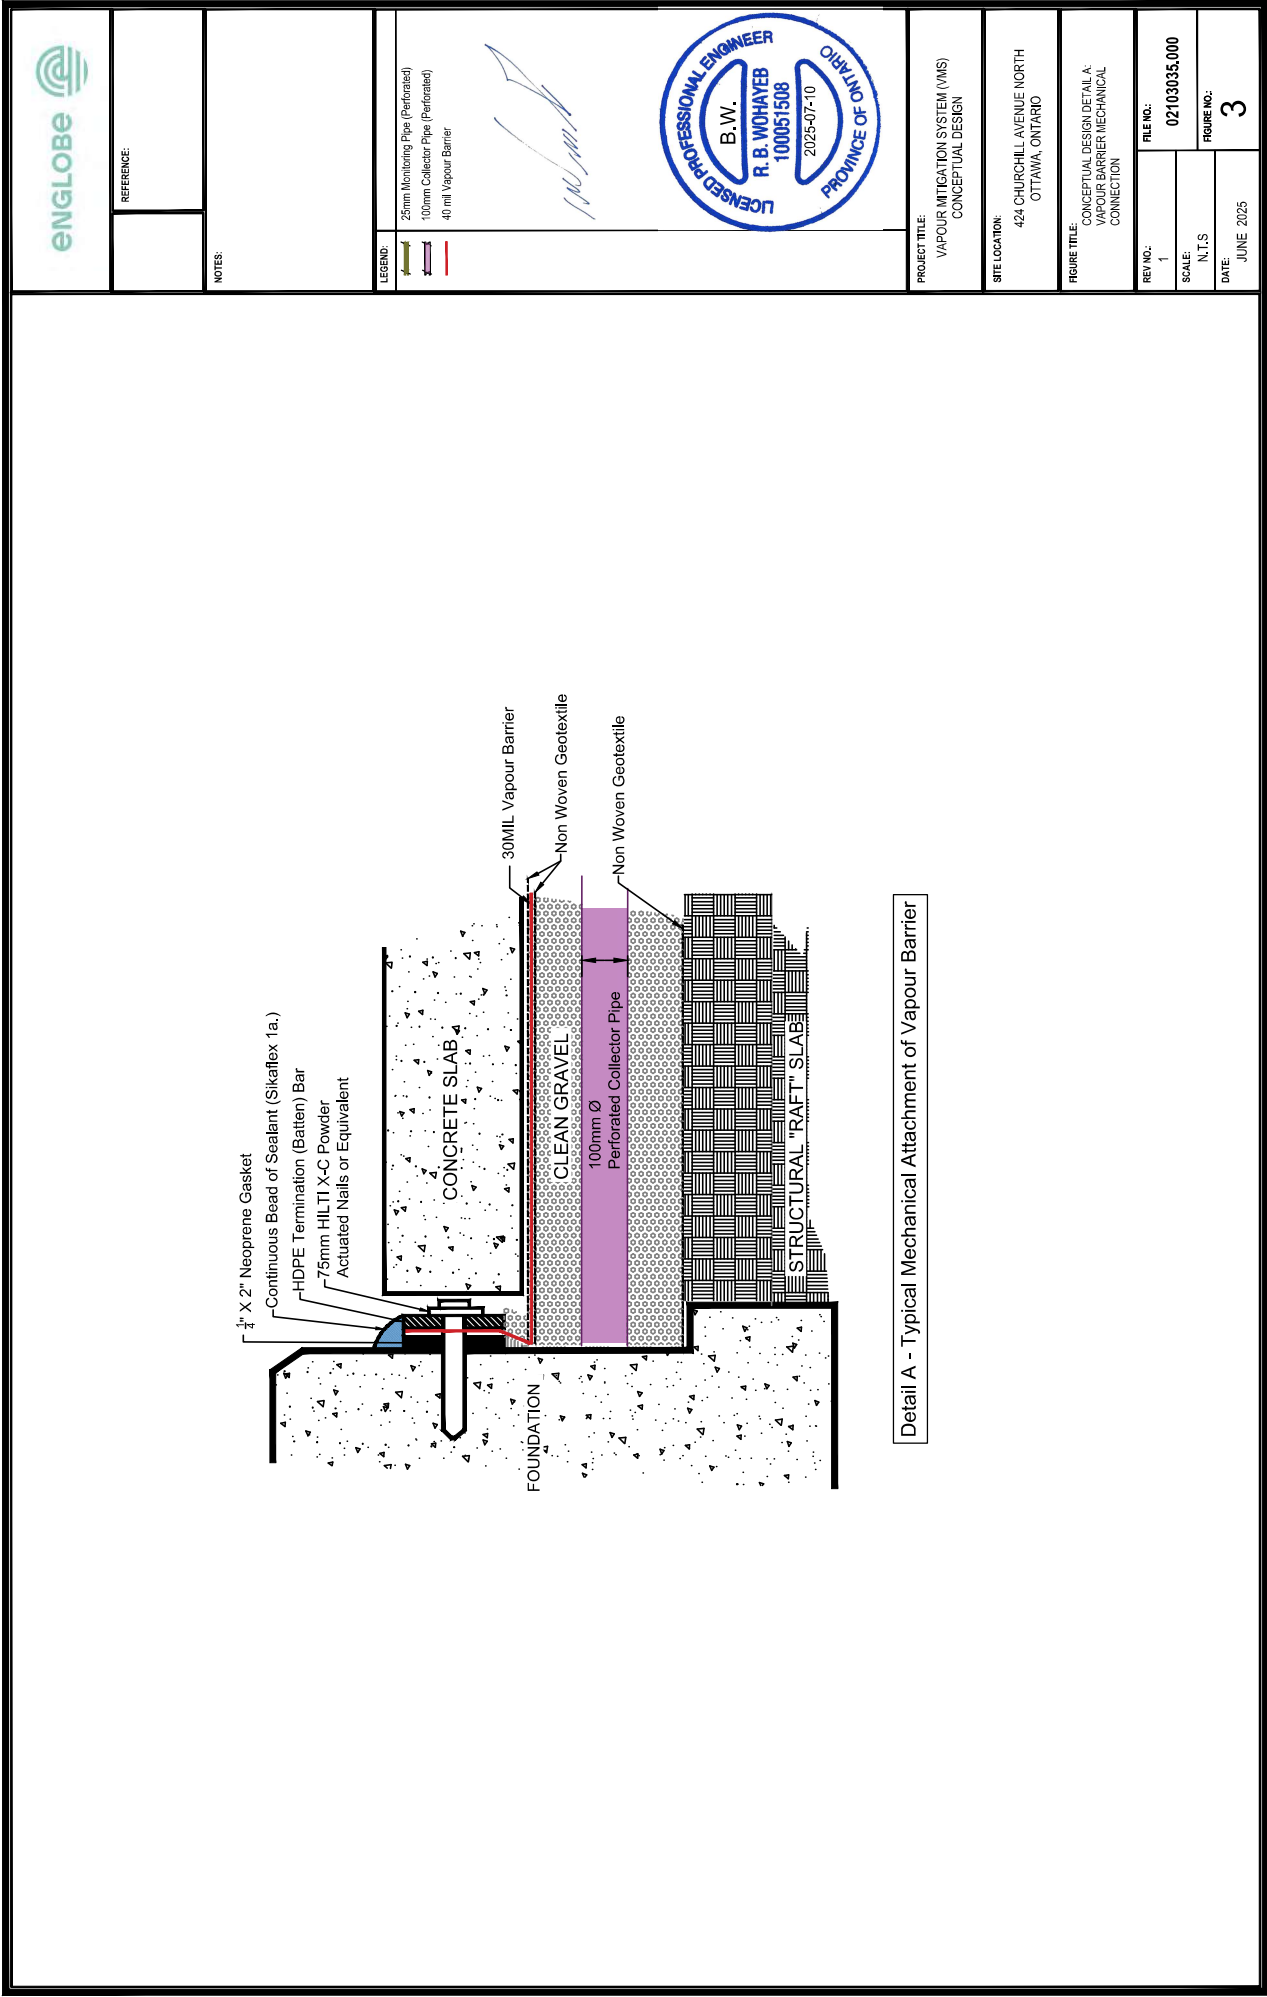 eNGLOBE
REFERENCE:
NOTES:
LEGEND:
25mm Monitoring Pipe (Perforated)
100mm Collector Pipe (Perforated)
40 mil Vapour Barrier
LICENSED PROFESSIONAL ENGINEER
B.W.
R. B. WOHAYEB
100051508
2025-07-10
PROVINCE OF ONTARIO
PROJECT TITLE:
VAPOUR MITIGATION SYSTEM (VMS)
CONCEPTUAL DESIGN
SITE LOCATION:
424 CHURCHILL AVENUE NORTH
OTTAWA, ONTARIO
FIGURE TITLE:
CONCEPTUAL DESIGN DETAIL A:
VAPOUR BARRIER MECHANICAL
CONNECTION
REV NO.:
1
SCALE:
N.T.S
DATE:
JUNE 2025
FILE NO.:
02103035.000
FIGURE NO.:
3
1/4" X 2" Neoprene Gasket
Continuous Bead of Sealant (Sikaflex 1a.)
HDPE Termination (Batten) Bar
75mm HILTI X-C Powder
Actuated Nails or Equivalent
CONCRETE SLAB
30MIL Vapour Barrier
Non Woven Geotextile
CLEAN GRAVEL
100mm Ø
Perforated Collector Pipe
Non Woven Geotextile
FOUNDATION
STRUCTURAL "RAFT" SLAB
Detail A - Typical Mechanical Attachment of Vapour Barrier